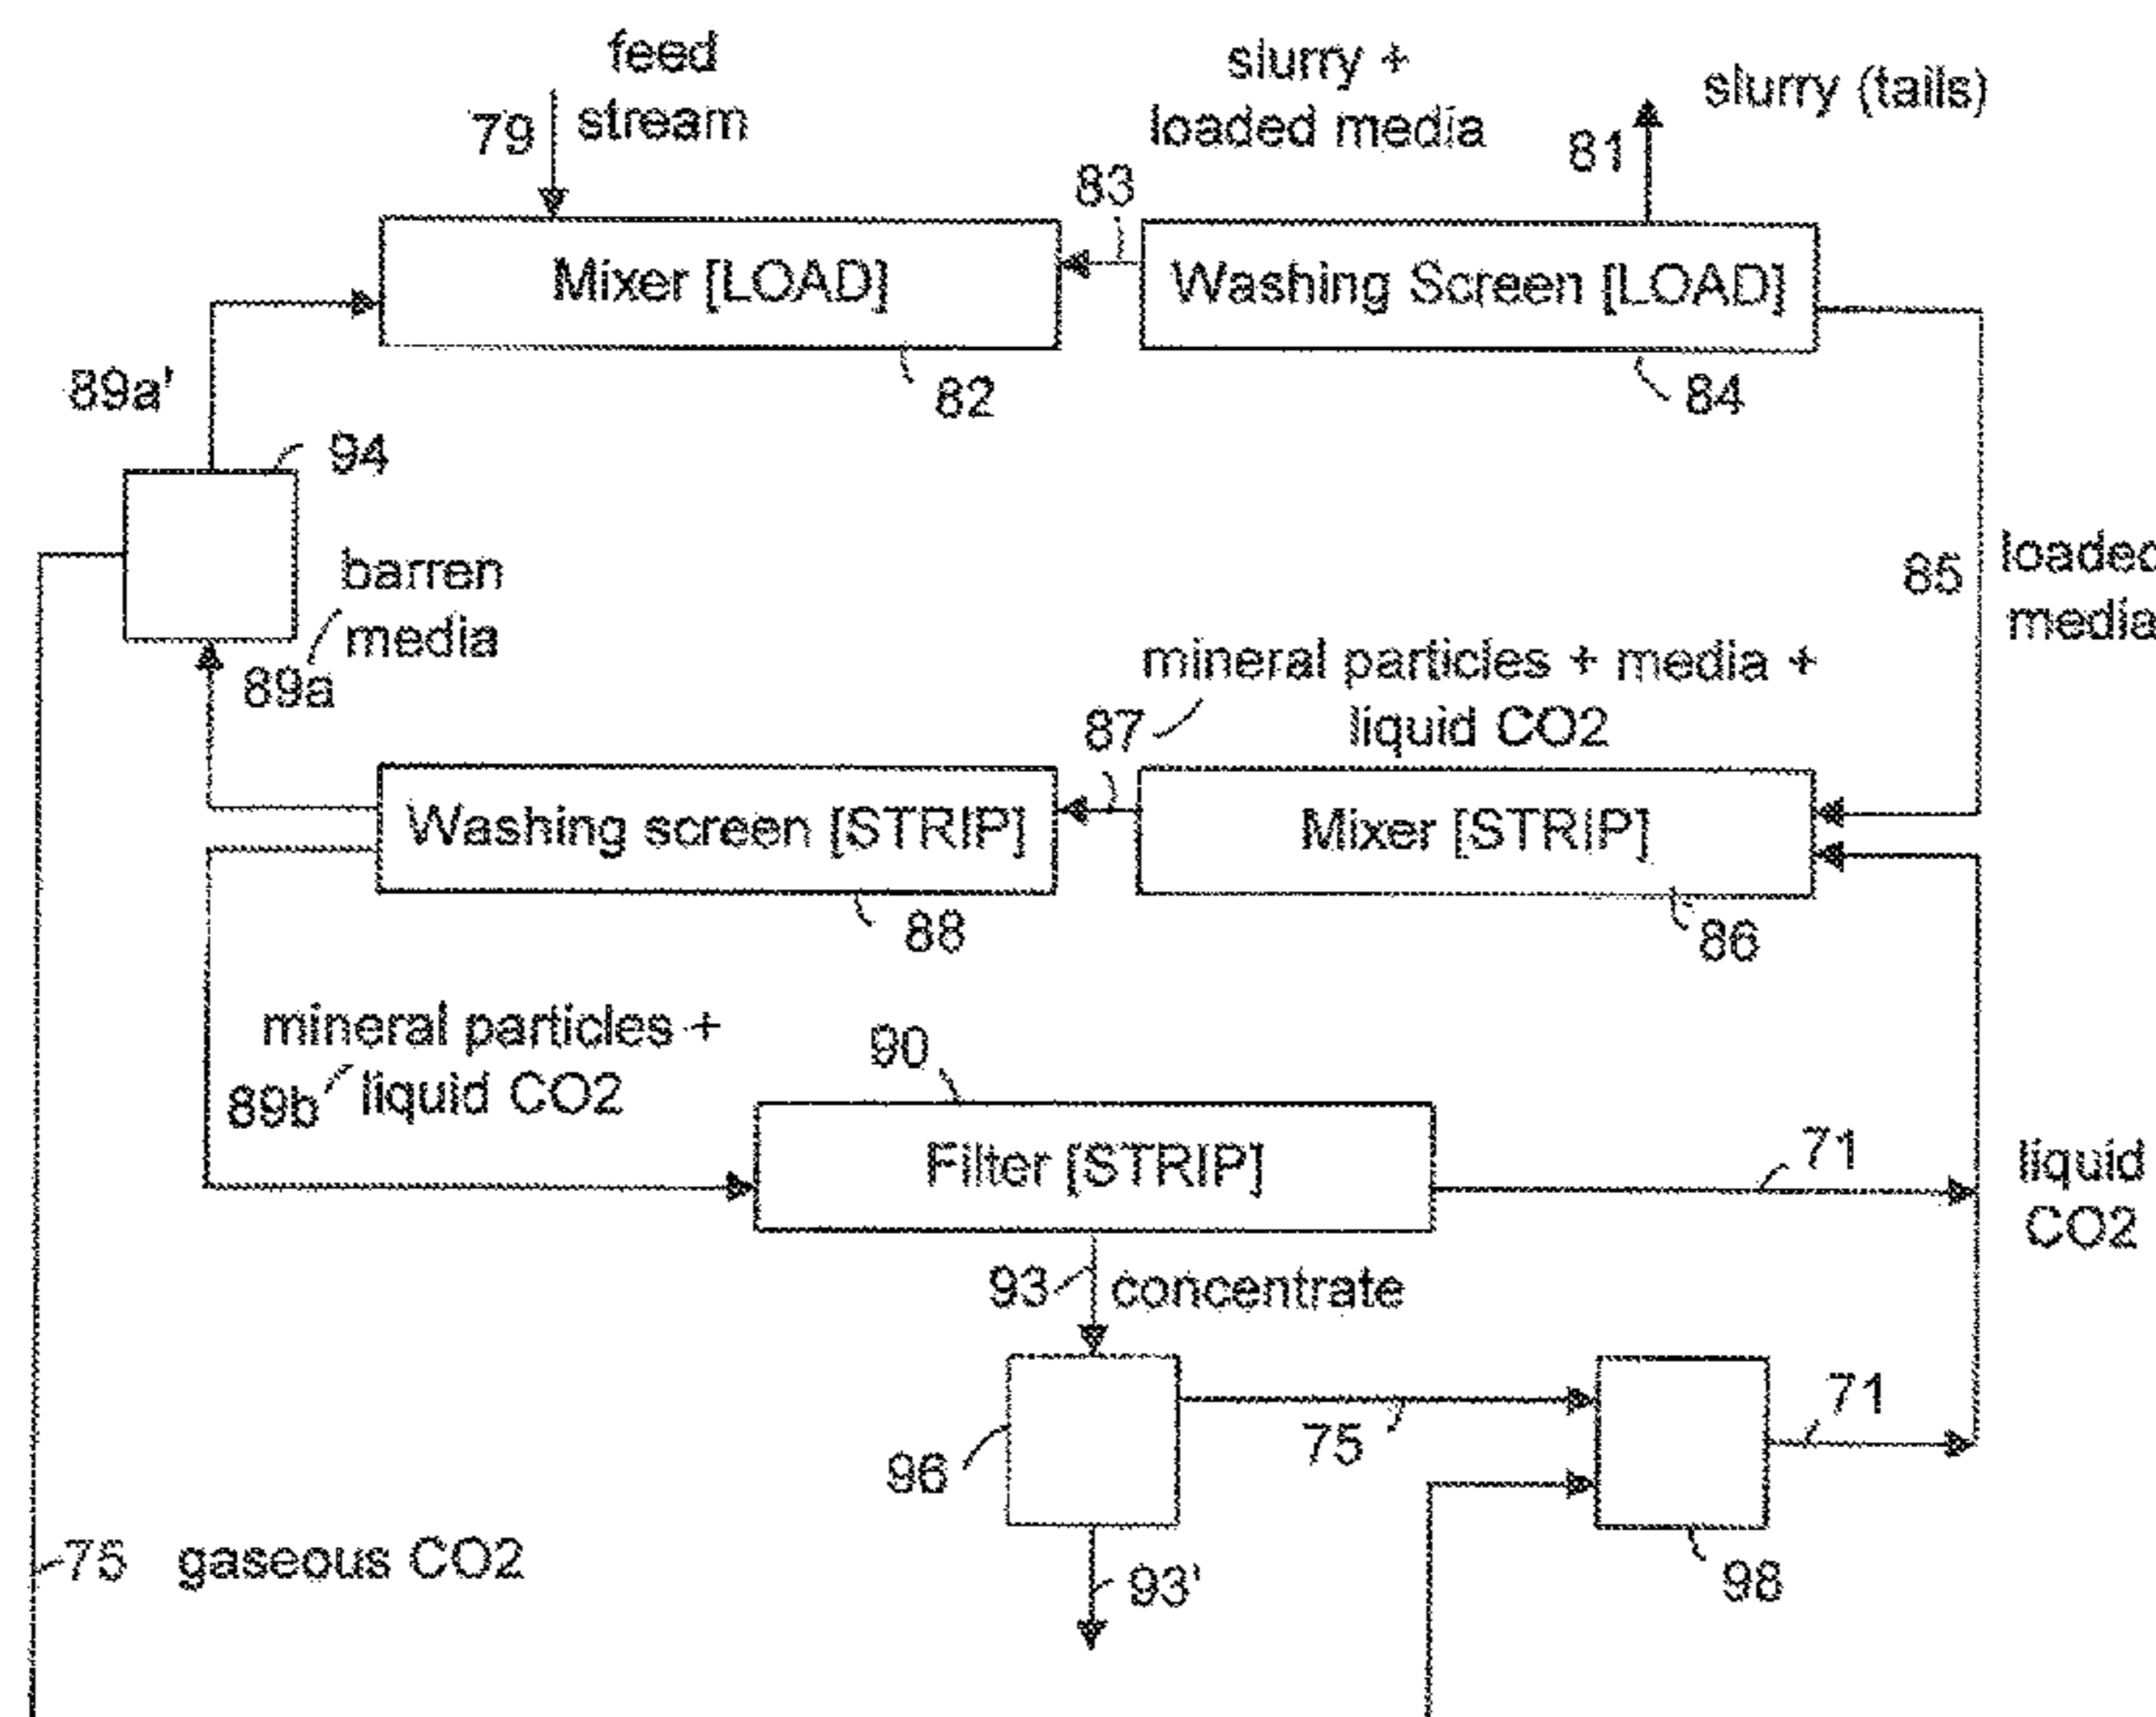 feed
stream
79
slurry +
loaded media
83
slurry (tails)
81
Mixer [LOAD]
82
Washing Screen [LOAD]
84
89a'
94
barren
media
89a
85
loaded
media
mineral particles + media +
liquid CO2
87
Washing screen [STRIP]
88
Mixer [STRIP]
86
mineral particles +
liquid CO2
89b
90
Filter [STRIP]
71
liquid
CO2
93
concentrate
96
75
71
98
93'
75
gaseous CO2